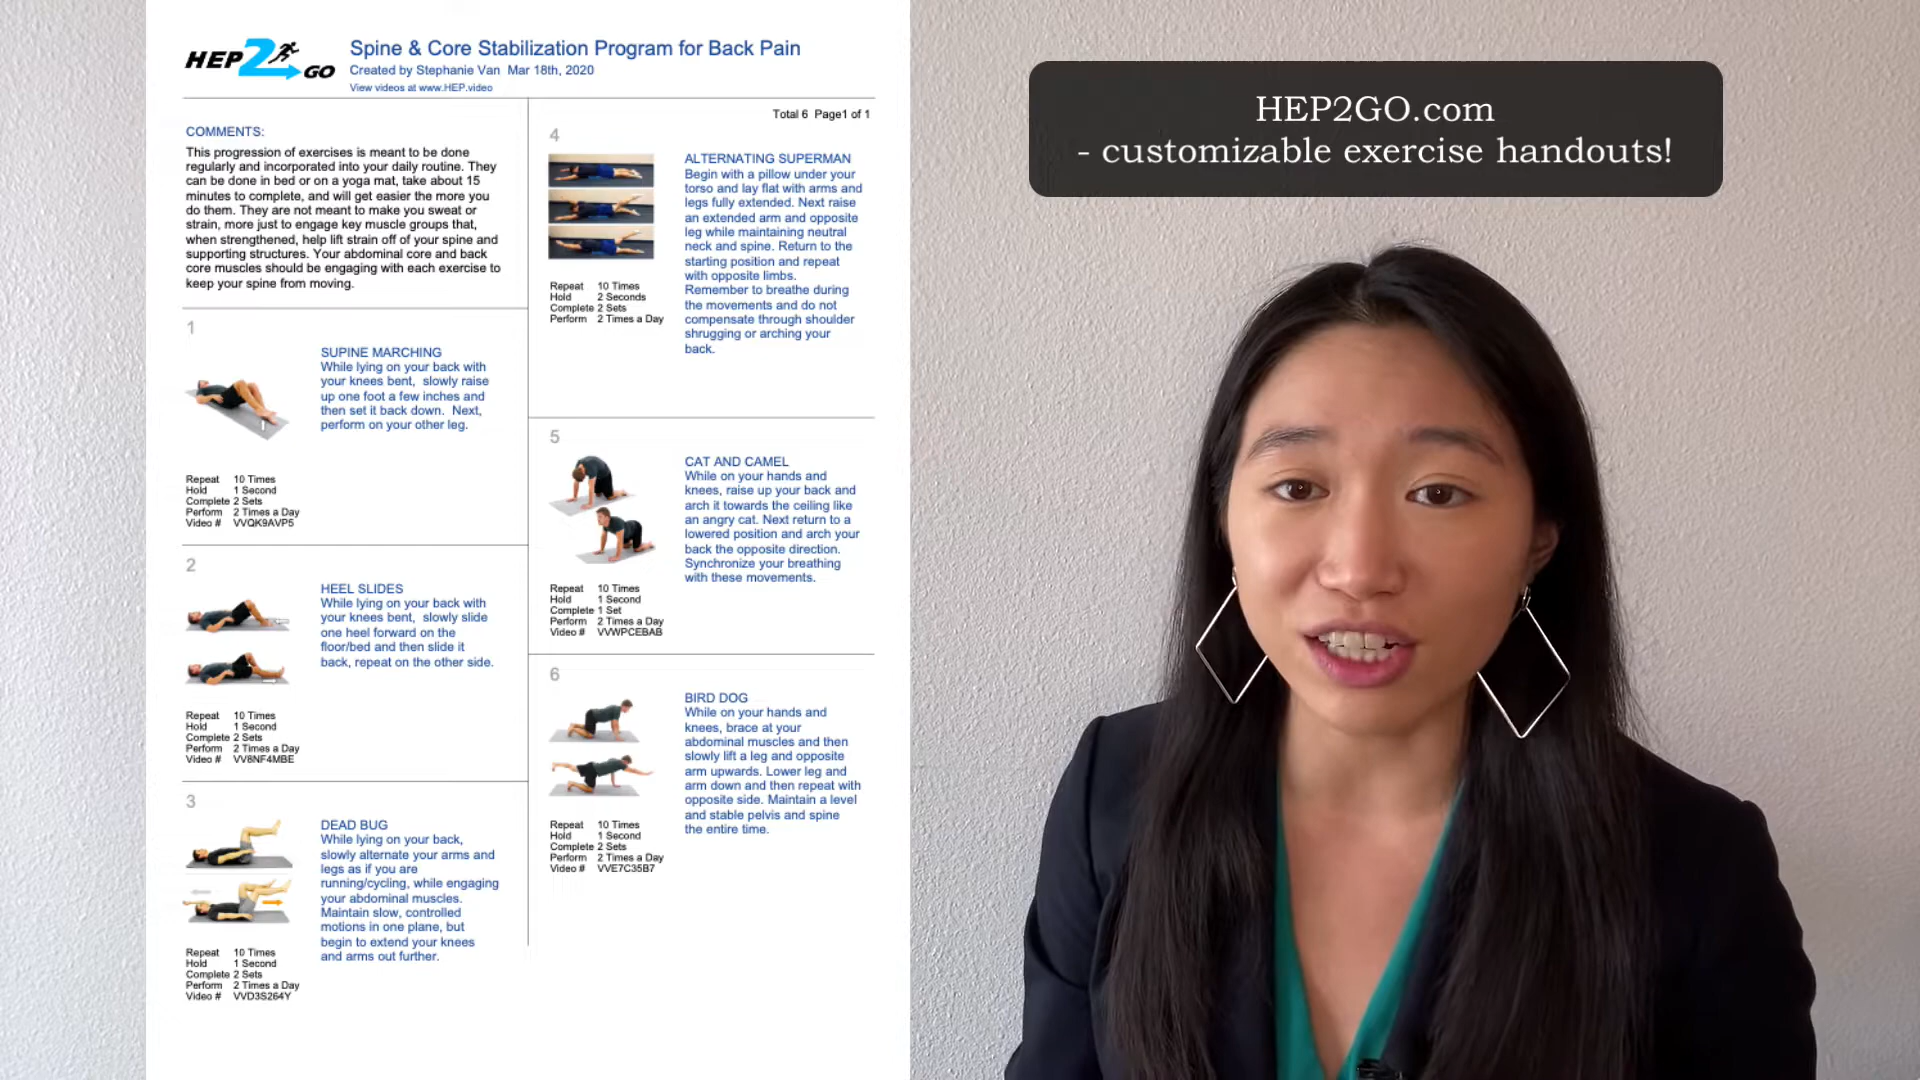 HEP2GO
Spine & Core Stabilization Program for Back Pain
Created by Stephanie Van Mar 18th, 2020
View videos at www.HEP.video
Total 6 Page1 of 1
COMMENTS:
This progression of exercises is meant to be done
regularly and incorporated into your daily routine. They
can be done in bed or on a yoga mat, take about 15
minutes to complete, and will get easier the more you
do them. They are not meant to make you sweat or
strain, more just to engage key muscle groups that,
when strengthened, help lift strain off of your spine and
supporting structures. Your abdominal core and back
core muscles should be engaging with each exercise to
keep your spine from moving.
1
SUPINE MARCHING
While lying on your back with
your knees bent, slowly raise
up one foot a few inches and
then set it back down. Next,
perform on your other leg.
Repeat 10 Times
Hold 1 Second
Complete 2 Sets
Perform 2 Times a Day
Video # VVQK9AVP5
2
HEEL SLIDES
While lying on your back with
your knees bent, slowly slide
one heel forward on the
floor/bed and then slide it
back, repeat on the other side.
Repeat 10 Times
Hold 1 Second
Complete 2 Sets
Perform 2 Times a Day
Video # VV8NF4MBE
3
DEAD BUG
While lying on your back,
slowly alternate your arms and
legs as if you are
running/cycling, while engaging
your abdominal muscles.
Maintain slow, controlled
motions in one plane, but
begin to extend your knees
and arms out further.
Repeat 10 Times
Hold 1 Second
Complete 2 Sets
Perform 2 Times a Day
Video # VVD3S264Y
4
ALTERNATING SUPERMAN
Begin with a pillow under your
torso and lay flat with arms and
legs fully extended. Next raise
an extended arm and opposite
leg while maintaining neutral
neck and spine. Return to the
starting position and repeat
with opposite limbs.
Remember to breathe during
the movements and do not
compensate through shoulder
shrugging or arching your
back.
Repeat 10 Times
Hold 2 Seconds
Complete 2 Sets
Perform 2 Times a Day
5
CAT AND CAMEL
While on your hands and
knees, raise up your back and
arch it towards the ceiling like
an angry cat. Next return to a
lowered position and arch your
back the opposite direction.
Synchronize your breathing
with these movements.
Repeat 10 Times
Hold 1 Second
Complete 1 Set
Perform 2 Times a Day
Video # VVWPCEBAB
6
BIRD DOG
While on your hands and
knees, brace at your
abdominal muscles and then
slowly lift a leg and opposite
arm upwards. Lower leg and
arm down and then repeat with
opposite side. Maintain a level
and stable pelvis and spine
the entire time.
Repeat 10 Times
Hold 1 Second
Complete 2 Sets
Perform 2 Times a Day
Video # VVE7C35B7
HEP2GO.com
- customizable exercise handouts!